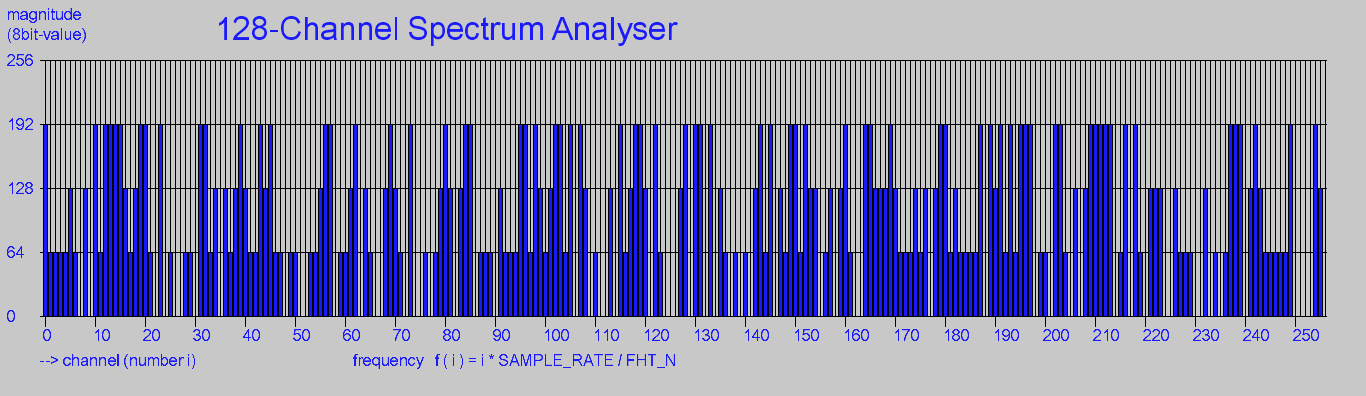 magnitude
(8bit-value)
128-Channel Spectrum Analyser
256
192
128
64
0
0 10 20 30 40 50 60 70 80 90 100 110 120 130 140 150 160 170 180 190 200 210 220 230 240 250
--> channel (number i)
frequency f ( i ) = i * SAMPLE_RATE / FHT_N